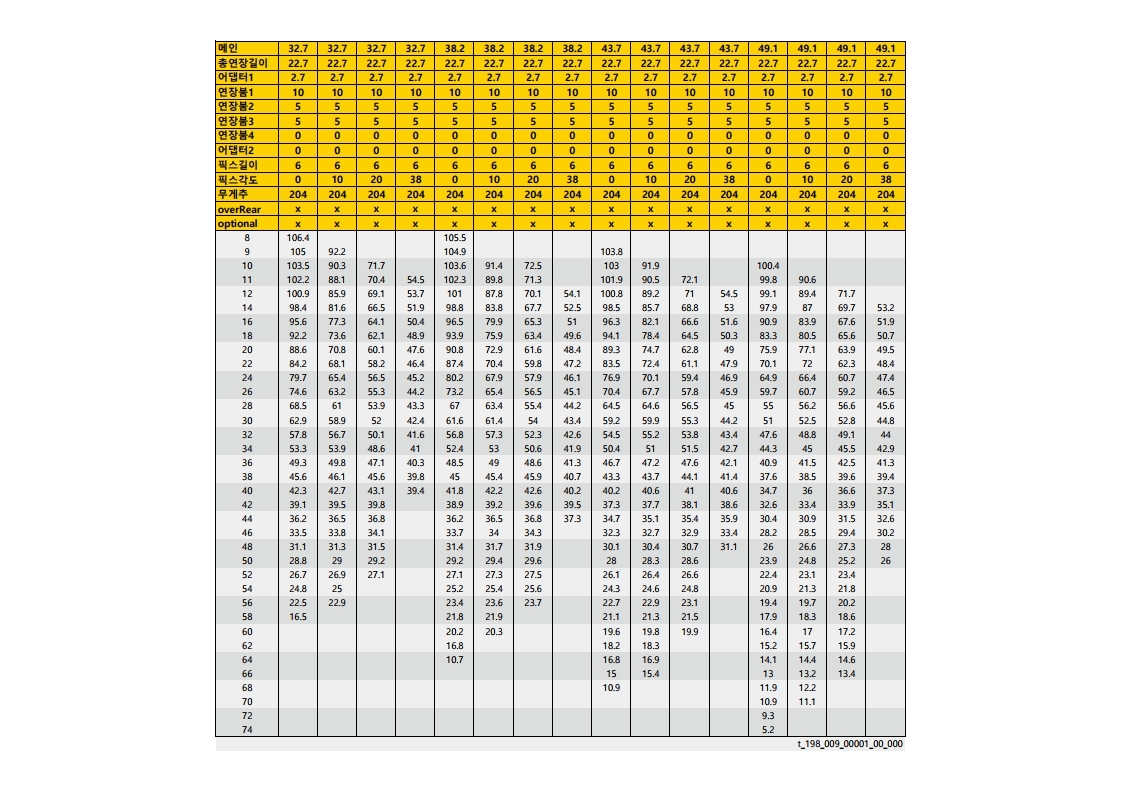 메인 32.7 32.7 32.7 32.7 38.2 38.2 38.2 38.2 43.7 43.7 43.7 43.7 49.1 49.1 49.1 49.1
총연장길이 22.7 22.7 22.7 22.7 22.7 22.7 22.7 22.7 22.7 22.7 22.7 22.7 22.7 22.7 22.7 22.7
어댑터1 2.7 2.7 2.7 2.7 2.7 2.7 2.7 2.7 2.7 2.7 2.7 2.7 2.7 2.7 2.7 2.7
연장붐1 10 10 10 10 10 10 10 10 10 10 10 10 10 10 10 10
연장붐2 5 5 5 5 5 5 5 5 5 5 5 5 5 5 5 5
연장붐3 5 5 5 5 5 5 5 5 5 5 5 5 5 5 5 5
연장붐4 0 0 0 0 0 0 0 0 0 0 0 0 0 0 0 0
어댑터2 0 0 0 0 0 0 0 0 0 0 0 0 0 0 0 0
픽스길이 6 6 6 6 6 6 6 6 6 6 6 6 6 6 6 6
픽스각도 0 10 20 38 0 10 20 38 0 10 20 38 0 10 20 38
무게추 204 204 204 204 204 204 204 204 204 204 204 204 204 204 204 204
overRear x x x x x x x x x x x x x x x x
optional x x x x x x x x x x x x x x x x
8 106.4 105.5
9 105 92.2 104.9 103.8
10 103.5 90.3 71.7 103.6 91.4 72.5 103 91.9 100.4
11 102.2 88.1 70.4 54.5 102.3 89.8 71.3 101.9 90.5 72.1 99.8 90.6
12 100.9 85.9 69.1 53.7 101 87.8 70.1 54.1 100.8 89.2 71 54.5 99.1 89.4 71.7
14 98.4 81.6 66.5 51.9 98.8 83.8 67.7 52.5 98.5 85.7 68.8 53 97.9 87 69.7 53.2
16 95.6 77.3 64.1 50.4 96.5 79.9 65.3 51 96.3 82.1 66.6 51.6 90.9 83.9 67.6 51.9
18 92.2 73.6 62.1 48.9 93.9 75.9 63.4 49.6 94.1 78.4 64.5 50.3 83.3 80.5 65.6 50.7
20 88.6 70.8 60.1 47.6 90.8 72.9 61.6 48.4 89.3 74.7 62.8 49 75.9 77.1 63.9 49.5
22 84.2 68.1 58.2 46.4 87.4 70.4 59.8 47.2 83.5 72.4 61.1 47.9 70.1 72 62.3 48.4
24 79.7 65.4 56.5 45.2 80.2 67.9 57.9 46.1 76.9 70.1 59.4 46.9 64.9 66.4 60.7 47.4
26 74.6 63.2 55.3 44.2 73.2 65.4 56.5 45.1 70.4 67.7 57.8 45.9 59.7 60.7 59.2 46.5
28 68.5 61 53.9 43.3 67 63.4 55.4 44.2 64.5 64.6 56.5 45 55 56.2 56.6 45.6
30 62.9 58.9 52 42.4 61.6 61.4 54 43.4 59.2 59.9 55.3 44.2 51 52.5 52.8 44.8
32 57.8 56.7 50.1 41.6 56.8 57.3 52.3 42.6 54.5 55.2 53.8 43.4 47.6 48.8 49.1 44
34 53.3 53.9 48.6 41 52.4 53 50.6 41.9 50.4 51 51.5 42.7 44.3 45 45.5 42.9
36 49.3 49.8 47.1 40.3 48.5 49 48.6 41.3 46.7 47.2 47.6 42.1 40.9 41.5 42.5 41.3
38 45.6 46.1 45.6 39.8 45 45.4 45.9 40.7 43.3 43.7 44.1 41.4 37.6 38.5 39.6 39.4
40 42.3 42.7 43.1 39.4 41.8 42.2 42.6 40.2 40.2 40.6 41 40.6 34.7 36 36.6 37.3
42 39.1 39.5 39.8 38.9 39.2 39.6 39.5 37.3 37.7 38.1 38.6 32.6 33.4 33.9 35.1
44 36.2 36.5 36.8 36.2 36.5 36.8 37.3 34.7 35.1 35.4 35.9 30.4 30.9 31.5 32.6
46 33.5 33.8 34.1 33.7 34 34.3 32.3 32.7 32.9 33.4 28.2 28.5 29.4 30.2
48 31.1 31.3 31.5 31.4 31.7 31.9 30.1 30.4 30.7 31.1 26 26.6 27.3 28
50 28.8 29 29.2 29.2 29.4 29.6 28 28.3 28.6 23.9 24.8 25.2 26
52 26.7 26.9 27.1 27.1 27.3 27.5 26.1 26.4 26.6 22.4 23.1 23.4
54 24.8 25 25.2 25.4 25.6 24.3 24.6 24.8 20.9 21.3 21.8
56 22.5 22.9 23.4 23.6 23.7 22.7 22.9 23.1 19.4 19.7 20.2
58 16.5 21.8 21.9 21.1 21.3 21.5 17.9 18.3 18.6
60 20.2 20.3 19.6 19.8 19.9 16.4 17 17.2
62 16.8 18.2 18.3 15.2 15.7 15.9
64 10.7 16.8 16.9 14.1 14.4 14.6
66 15 15.4 13 13.2 13.4
68 10.9 11.9 12.2
70 10.9 11.1
72 9.3
74 5.2
t_198_009_00001_00_000